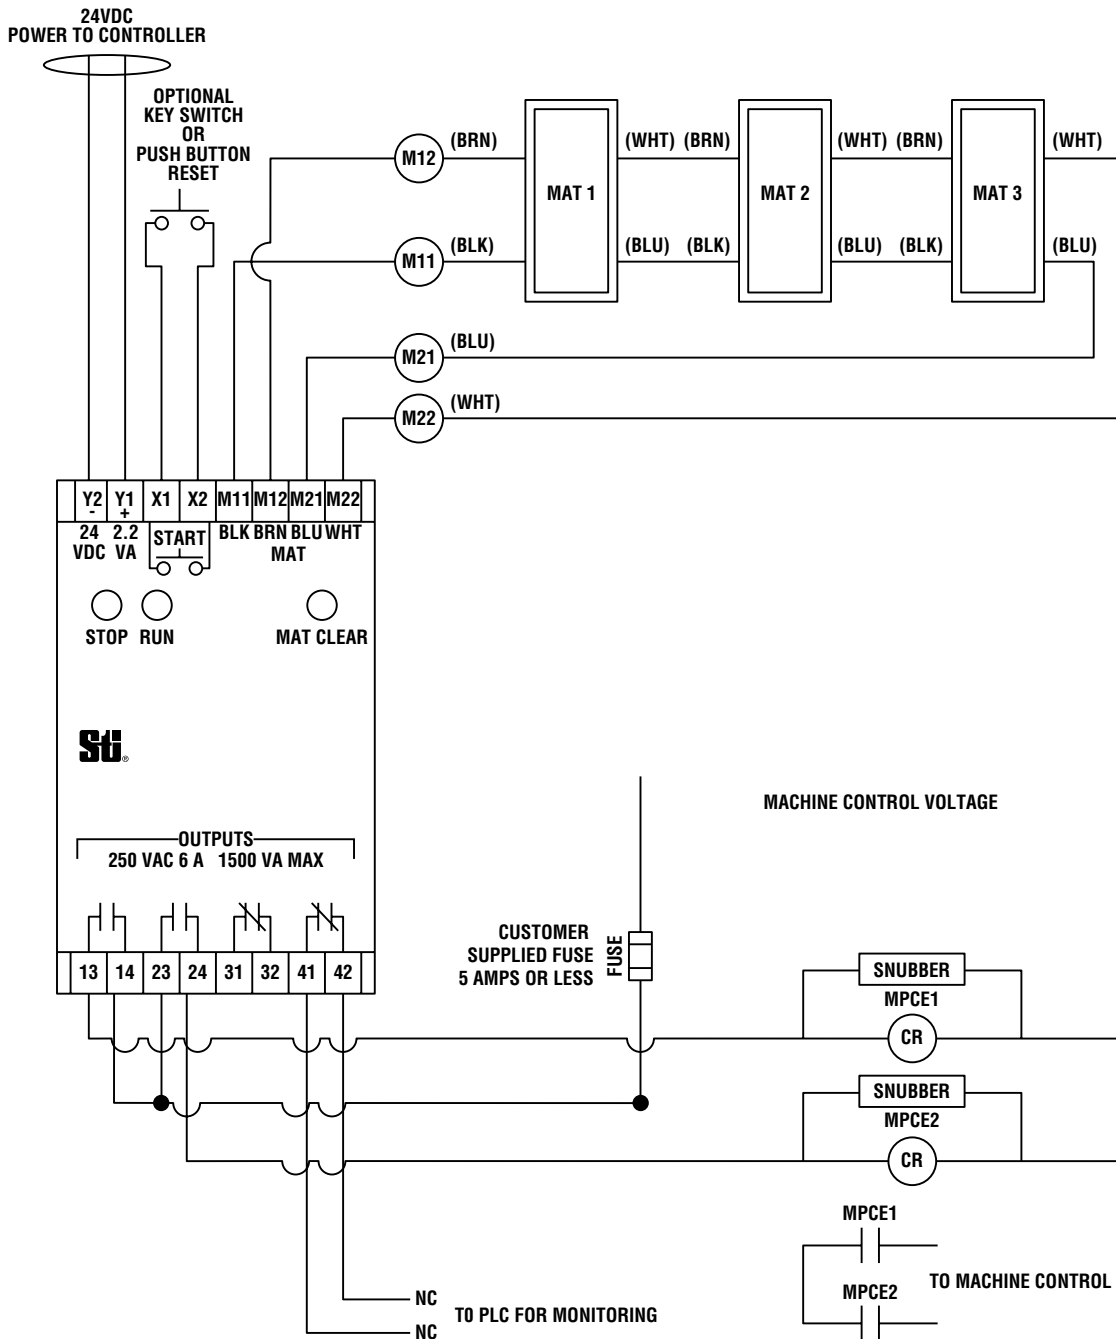 24VDC
POWER TO CONTROLLER
OPTIONAL
KEY SWITCH
OR
PUSH BUTTON
RESET
M12 (BRN) (WHT) (BRN) (WHT) (BRN) (WHT)
MAT 1 MAT 2 MAT 3
M11 (BLK) (BLU) (BLK) (BLU) (BLK) (BLU)
M21 (BLU)
M22 (WHT)
Y2 Y1 X1 X2 M11 M12 M21 M22
- +
24 2.2 START BLK BRN BLU WHT
VDC VA MAT
STOP RUN MAT CLEAR
Sti®
OUTPUTS
250 VAC 6 A 1500 VA MAX
13 14 23 24 31 32 41 42
MACHINE CONTROL VOLTAGE
CUSTOMER
SUPPLIED FUSE
5 AMPS OR LESS
FUSE
SNUBBER
MPCE1
CR
SNUBBER
MPCE2
CR
MPCE1
TO MACHINE CONTROL
MPCE2
NC
T0 PLC FOR MONITORING
NC